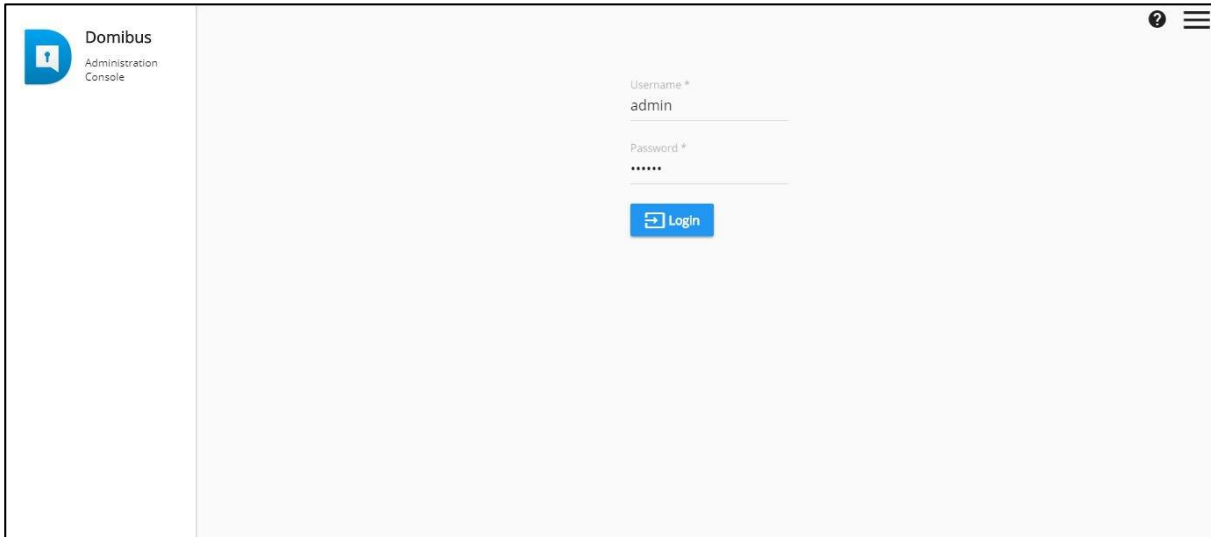 Domibus
Administration
Console
Username *
admin
Password *
••••••
Login